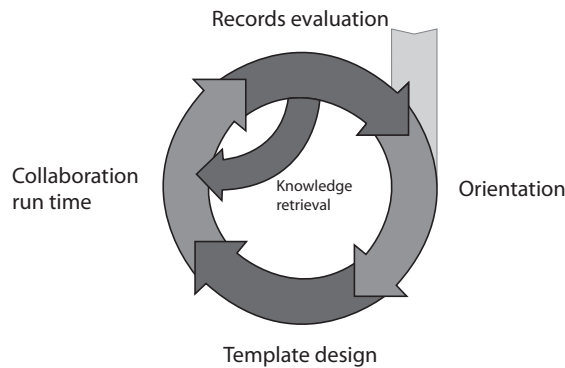 Records evaluation
Collaboration
run time
Knowledge
retrieval
Orientation
Template design